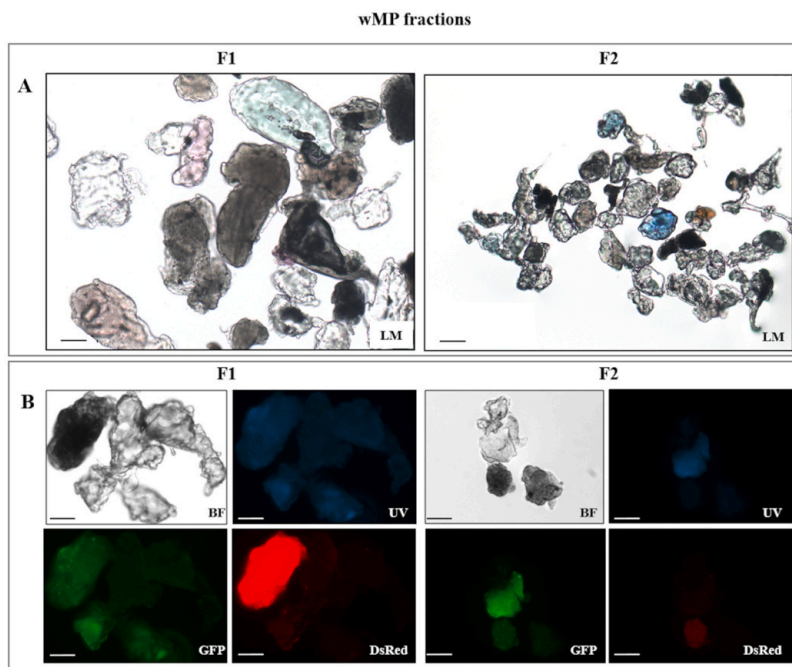 wMP fractions
F1 F2
A
LM LM
F1 F2
B
BF UV BF UV
GFP DsRed GFP DsRed